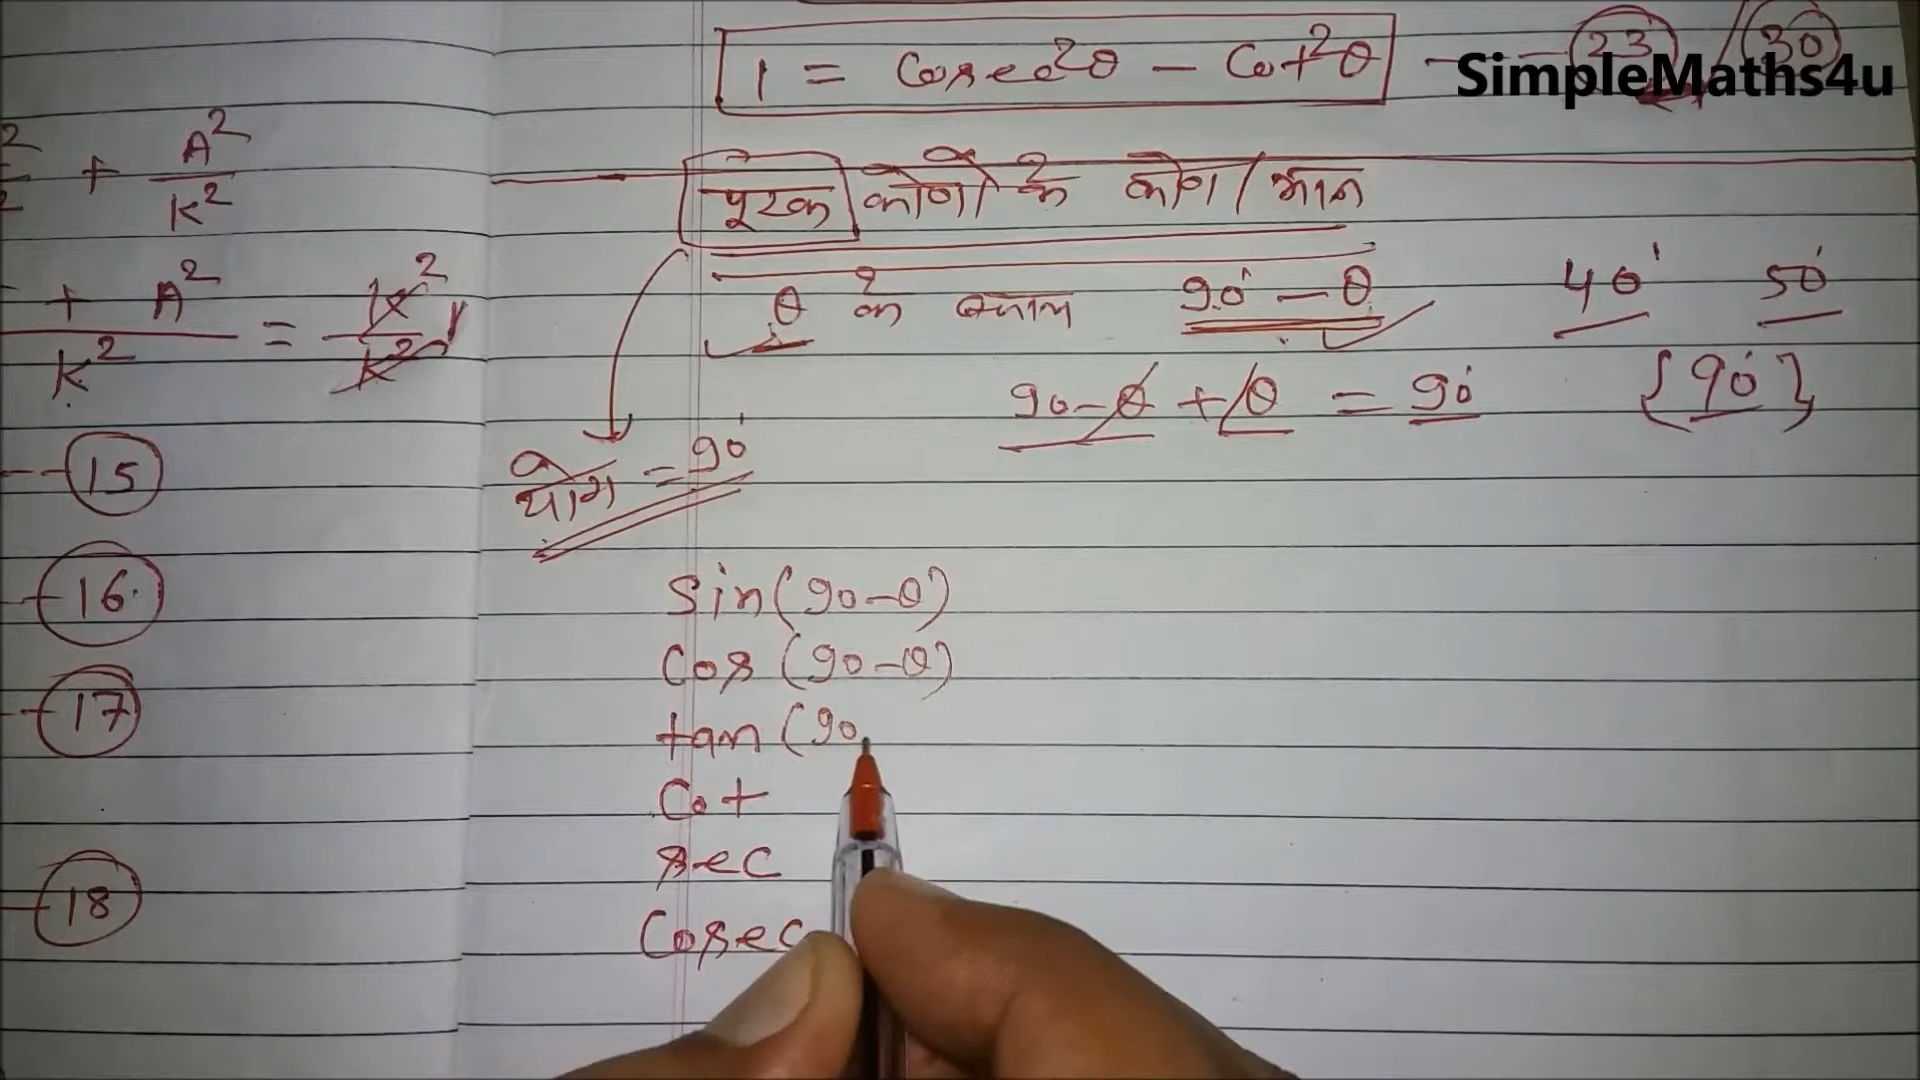 1 = Cosec²θ − Cot²θ - - 23 / 30
SimpleMaths4u
+ A²/K²
पूरक कोणों के कोण / मान
+ A² / K² = K²/K² 1
θ के स्थान 90° − θ 40° 50°
90 − θ + θ = 90° {90°}
योग = 90°
-- 15
16
17
18
Sin(90−θ)
Cos (90−θ)
tan (90
Cot
sec
Cosec